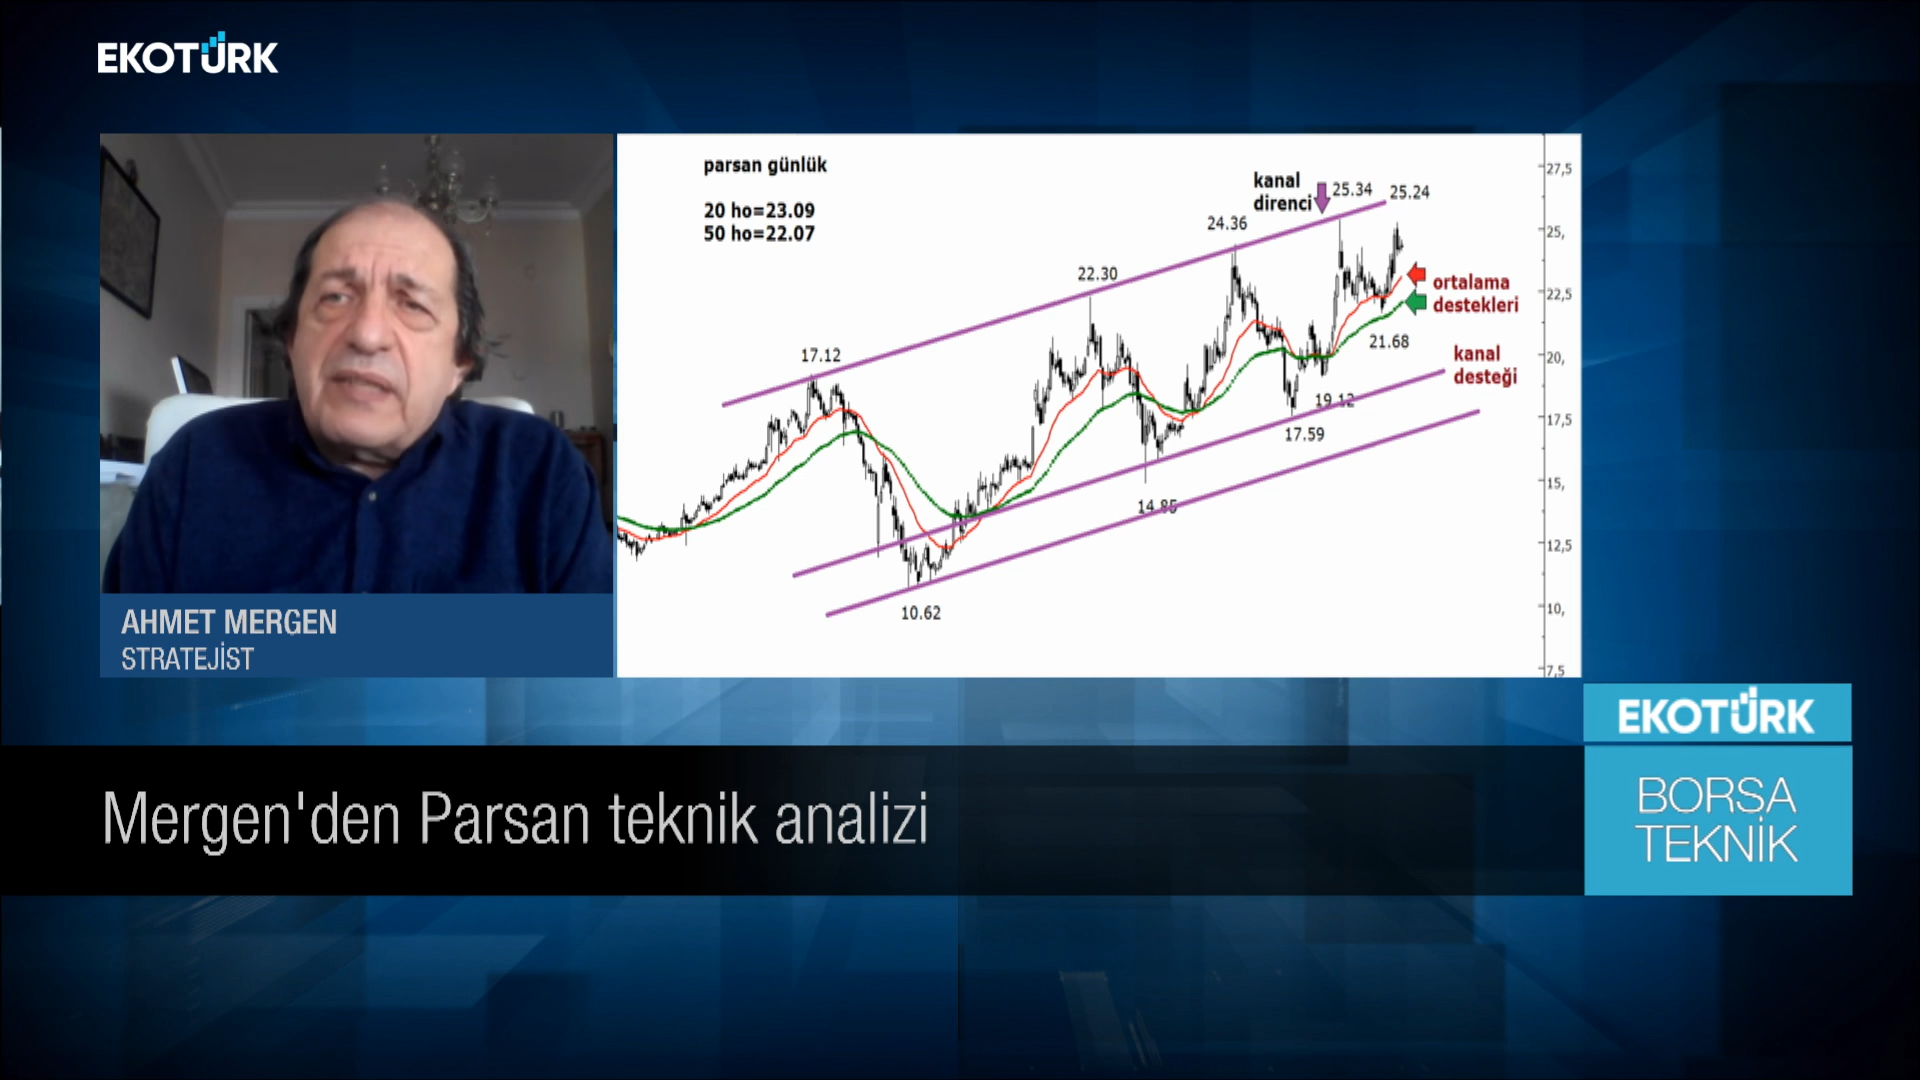 EKOTÜRK
parsan günlük
20 ho=23.09
50 ho=22.07
kanal
direnci
25.34
25.24
24.36
22.30
17.12
ortalama
destekleri
21.68
kanal
desteği
19.12
17.59
14.85
10.62
27,5
25,
22,5
20,
17,5
15,
12,5
10,
7,5
AHMET MERGEN
STRATEJİST
EKOTÜRK
BORSA
TEKNİK
Mergen'den Parsan teknik analizi